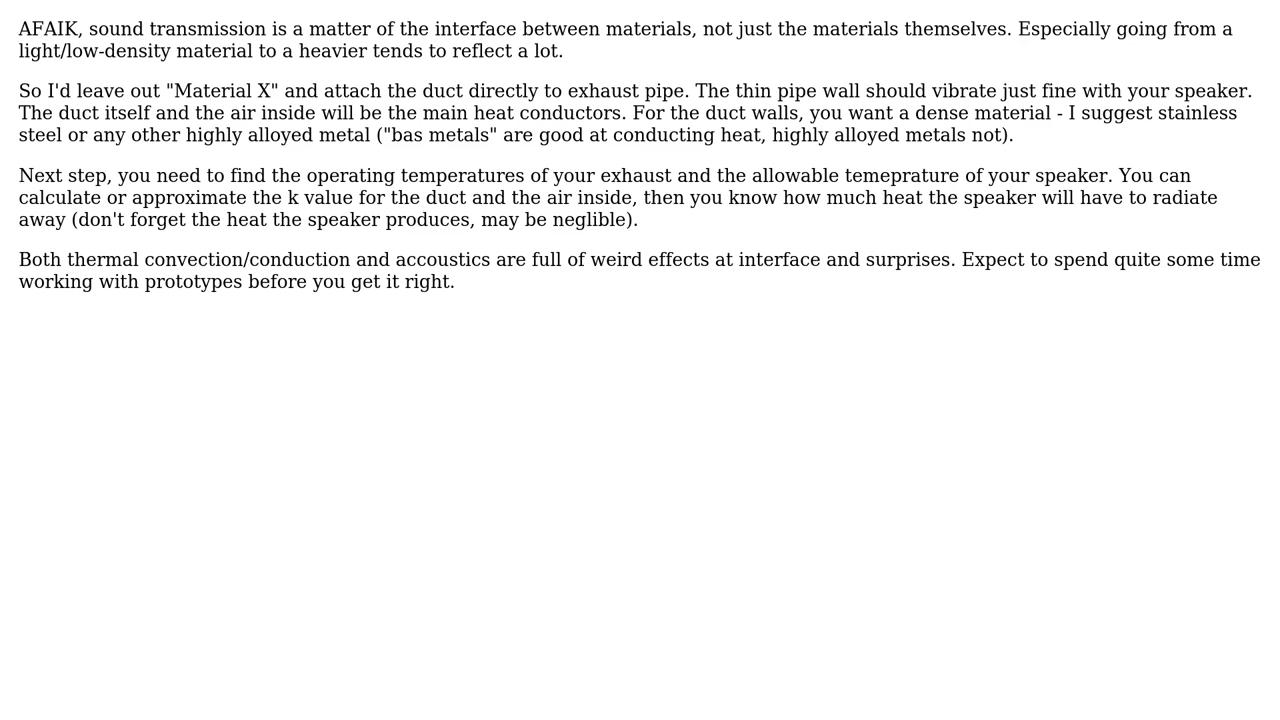 AFAIK, sound transmission is a matter of the interface between materials, not just the materials themselves. Especially going from a
light/low-density material to a heavier tends to reflect a lot.
So I'd leave out "Material X" and attach the duct directly to exhaust pipe. The thin pipe wall should vibrate just fine with your speaker.
The duct itself and the air inside will be the main heat conductors. For the duct walls, you want a dense material - I suggest stainless
steel or any other highly alloyed metal ("bas metals" are good at conducting heat, highly alloyed metals not).
Next step, you need to find the operating temperatures of your exhaust and the allowable temeprature of your speaker. You can
calculate or approximate the k value for the duct and the air inside, then you know how much heat the speaker will have to radiate
away (don't forget the heat the speaker produces, may be neglible).
Both thermal convection/conduction and accoustics are full of weird effects at interface and surprises. Expect to spend quite some time
working with prototypes before you get it right.